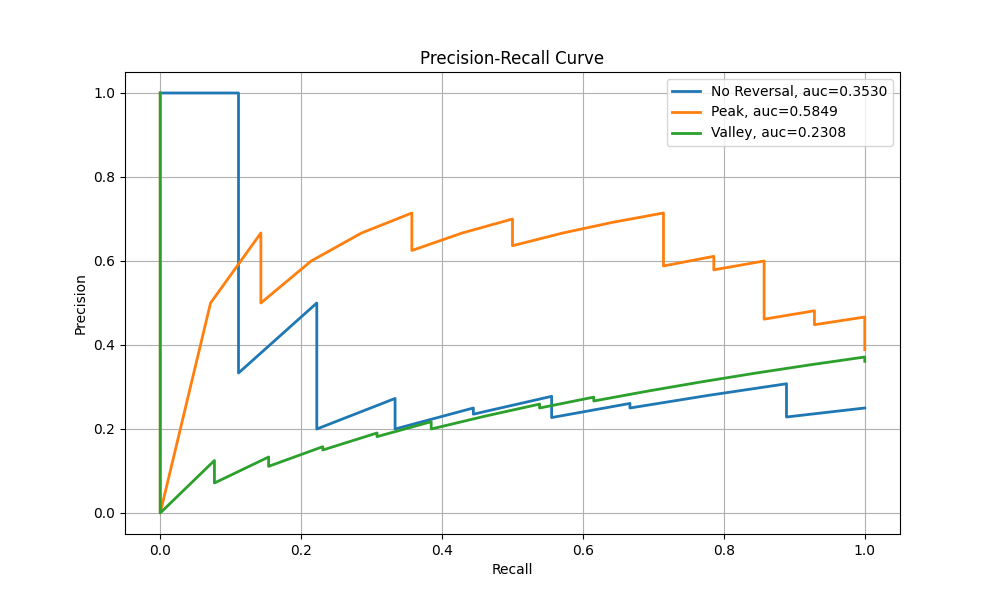 Precision-Recall Curve
No Reversal, auc=0.3530
Peak, auc=0.5849
Valley, auc=0.2308
1.0
0.8
0.6
0.4
0.2
0.0
Precision
0.0 0.2 0.4 0.6 0.8 1.0
Recall